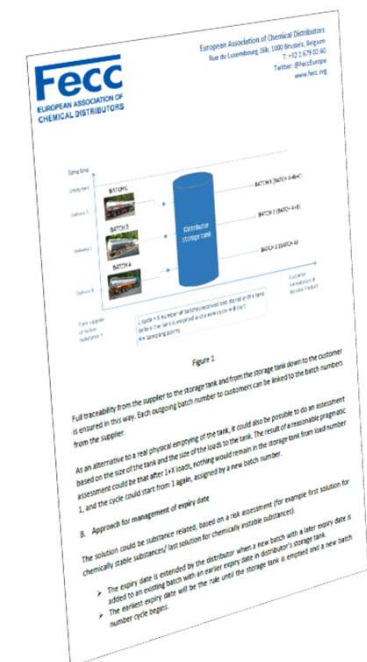 Fecc
EUROPEAN ASSOCIATION OF
CHEMICAL DISTRIBUTORS
European Association of Chemical Distributors
Rue du Luxembourg 16b, 1000 Brussels, Belgium
T: +32 2 679 02 60
Twitter: @FeccEurope
www.fecc.org
BATCH C
BATCH B
BATCH A
Distributor
storage tank
BATCH 3 (BATCH A+B+C)
BATCH 2 (BATCH A+B)
BATCH 1 (BATCH A)
Figure 1
Full traceability from the supplier to the storage tank and from the storage tank down to the customer
is ensured in this way. Each outgoing batch number to customers can be linked to the batch numbers
from the supplier.
As an alternative to a real physical emptying of the tank, it could also be possible to do an assessment
based on the size of the tank and the size of the loads to the tank. The result of a reasonable pragmatic
assessment could be that after 1+X loads, nothing would remain in the storage tank from load number
1, and the cycle could start from 1 again, assigned by a new batch number.
B. Approach for management of expiry date
The solution could be substance related, based on a risk assessment (for example first solution for
chemically stable substances/ last solution for chemically instable substances).
➢ The expiry date is extended by the distributor when a new batch with a later expiry date is
added to an existing batch with an earlier expiry date in distributor's storage tank.
➢ The earliest expiry date will be the rule until the storage tank is emptied and a new batch
number cycle begins.